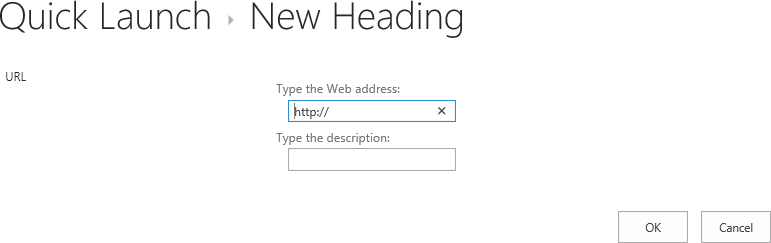 Quick Launch ▸ New Heading
URL
Type the Web address:
http://
Type the description:
OK
Cancel